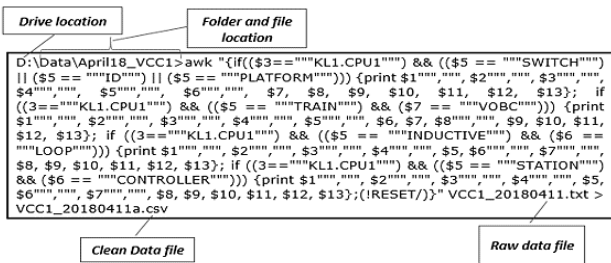 Drive location
Folder and file location
D:\Data\April18_VCC1>awk "{if(($3=="""KL1.CPU1""") && (($5 == """SWITCH""")
|| ($5 == """ID""") || ($5 == """PLATFORM"""))) {print $1""","", $2""","", $3""","",
$4""","", $5""","", $6""","", $7, $8, $9, $10, $11, $12, $13}; if
((3=="""KL1.CPU1""") && (($5 == """TRAIN""") && ($7 == """VOBC"""))) {print
$1""","", $2""","", , $3""","", $4""","", $5""","", $6, $7, $8""","", $9, $10, $11,
$12, $13}; if ((3=="""KL1.CPU1""") && (($5 == """INDUCTIVE""") && ($6 ==
"""LOOP"""))) {print $1""","", $2""","", $3""","", $4""","", $5, $6""","", $7""","",
$8, $9, $10, $11, $12, $13}; if ((3=="""KL1.CPU1""") && (($5 == """STATION""")
&& ($6 == """CONTROLLER"""))) {print $1""","", $2""","", $3""","", $4""","", $5,
$6""","", $7""","", $8, $9, $10, $11, $12, $13};(!RESET/)}" VCC1_20180411.txt >
VCC1_20180411a.csv
Clean Data file
Raw data file